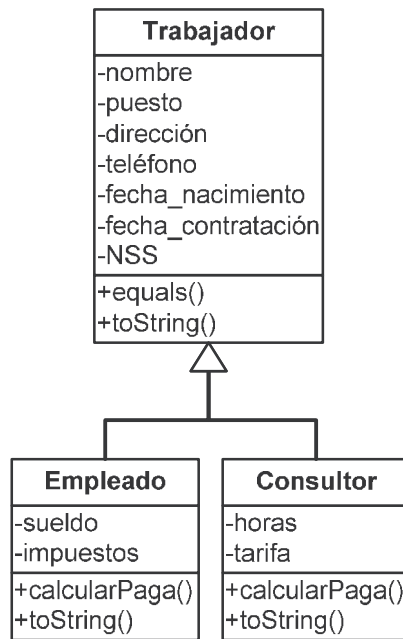 Trabajador
-nombre
-puesto
-dirección
-teléfono
-fecha_nacimiento
-fecha_contratación
-NSS
+equals()
+toString()
Empleado
-sueldo
-impuestos
+calcularPaga()
+toString()
Consultor
-horas
-tarifa
+calcularPaga()
+toString()